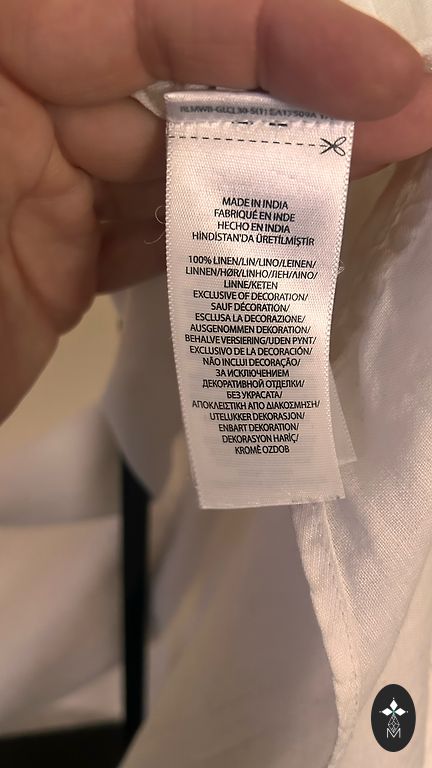 MADE IN INDIA
FABRIQUÉ EN INDE
HECHO EN INDIA
HİNDİSTAN'DA ÜRETİLMİŞTİR
100% LINEN/LIN/LINO/LEINEN/
LINNEN/HØR/LINHO/ЛЕН/ΛΙΝΟ/
LINNE/KETEN
EXCLUSIVE OF DECORATION/
SAUF DÉCORATION/
ESCLUSA LA DECORAZIONE/
AUSGENOMMEN DEKORATION/
BEHALVE VERSIERING/UDEN PYNT/
EXCLUSIVO DE LA DECORACIÓN/
NÃO INCLUI DECORAÇÃO/
ЗА ИСКЛЮЧЕНИЕМ
ДЕКОРАТИВНОЙ ОТДЕЛКИ/
БЕЗ УКРАСАТА/
ΑΠΟΚΛΕΙΣΤΙΚΗ ΑΠΟ ΔΙΑΚΟΣΜΗΣΗ/
UTELUKKER DEKORASJON/
ENBART DEKORATION/
DEKORASYON HARİÇ/
KROMĚ OZDOB
M